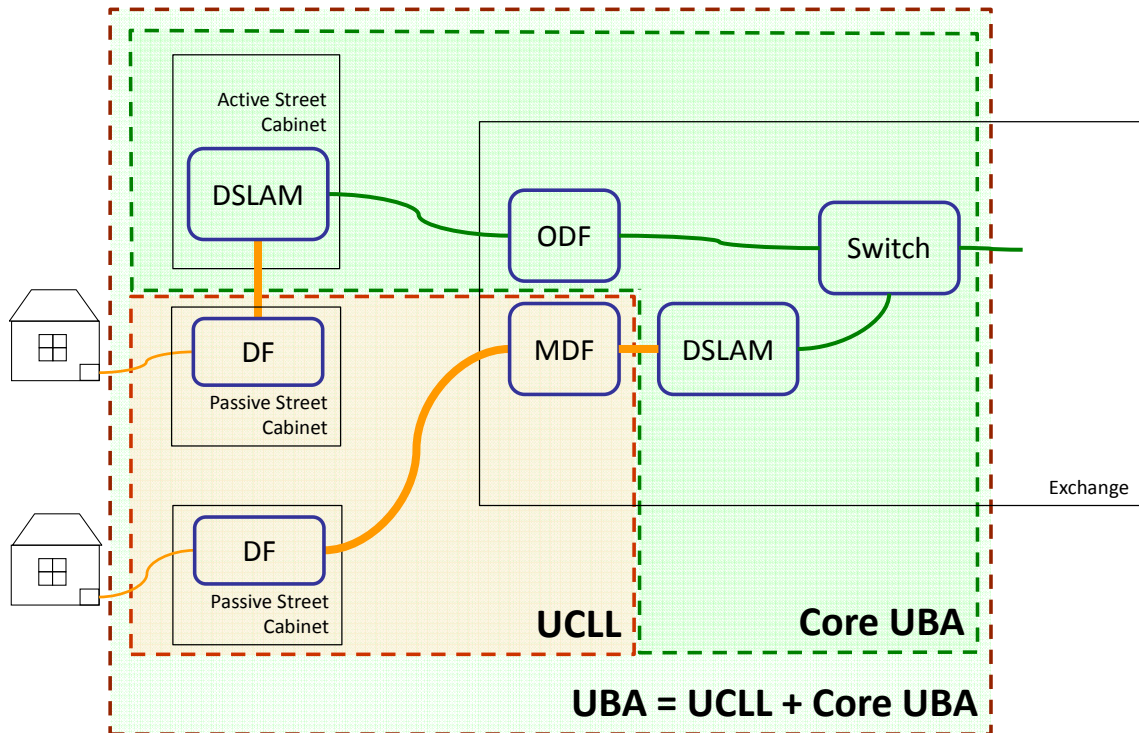 Active Street
Cabinet
DSLAM
ODF
Switch
DF
Passive Street
Cabinet
MDF
DSLAM
Exchange
DF
Passive Street
Cabinet
UCLL
Core UBA
UBA = UCLL + Core UBA